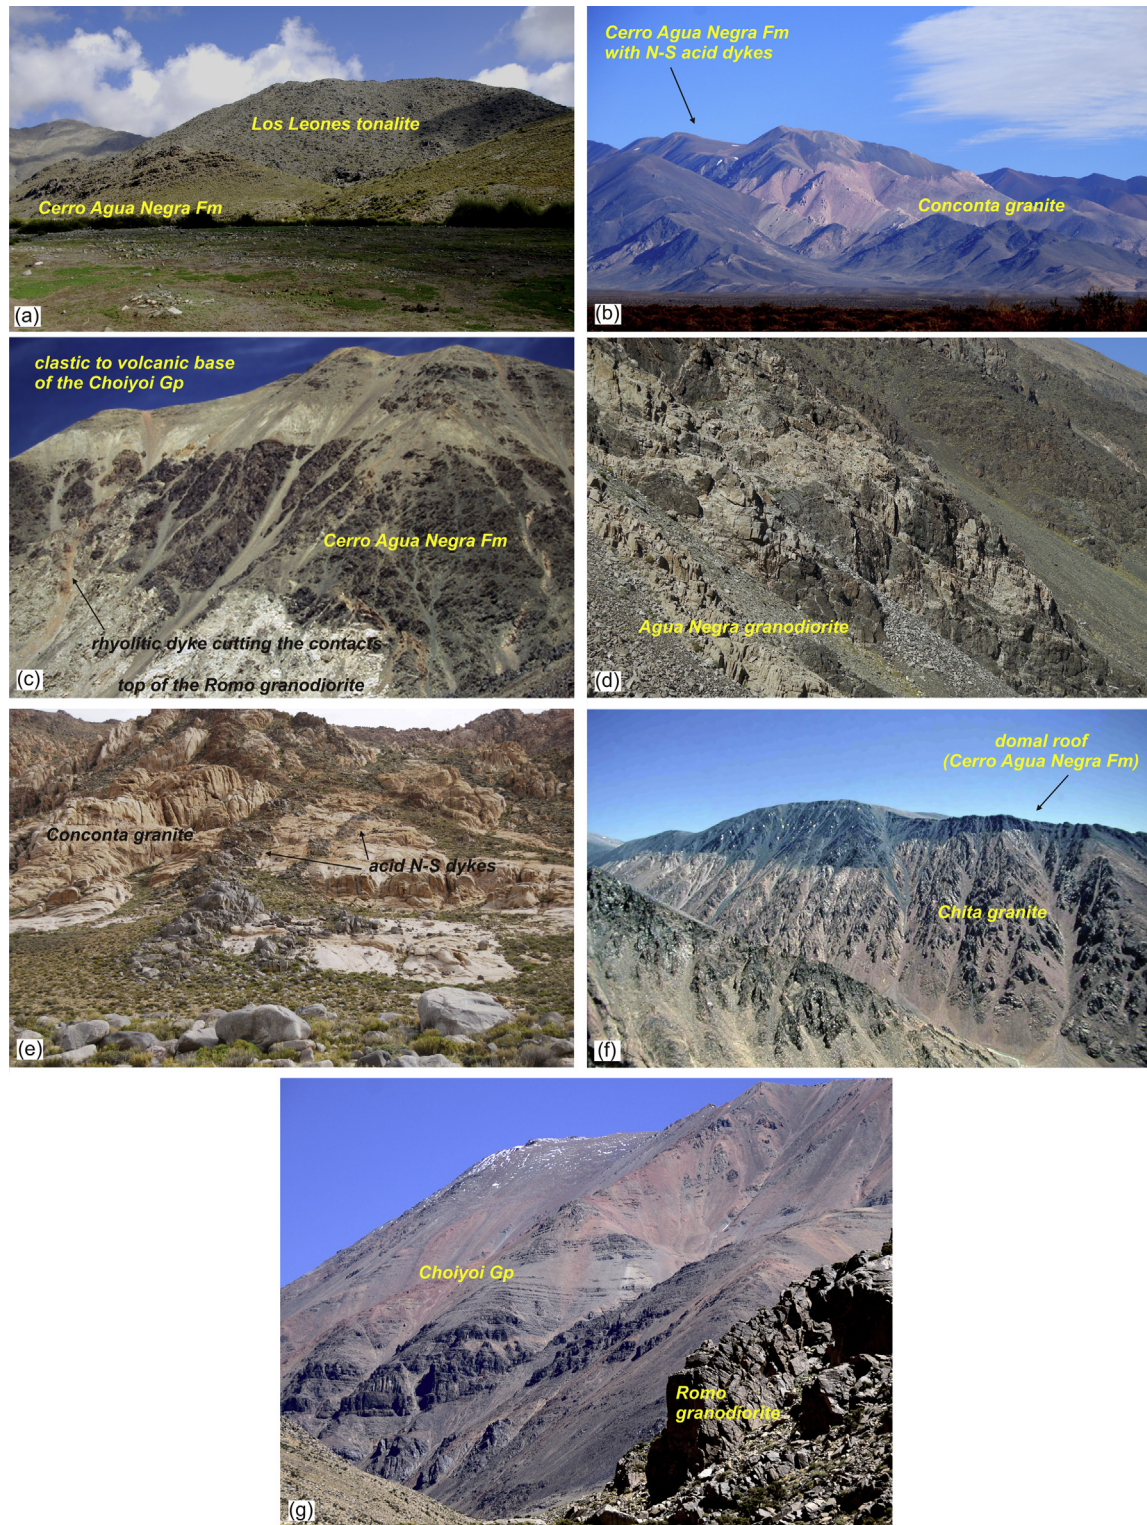 Los Leones tonalite
Cerro Agua Negra Fm
(a)
Cerro Agua Negra Fm
with N-S acid dykes
Conconta granite
(b)
clastic to volcanic base
of the Choiyoi Gp
Cerro Agua Negra Fm
rhyolitic dyke cutting the contacts
top of the Romo granodiorite
(c)
Agua Negra granodiorite
(d)
Conconta granite
acid N-S dykes
(e)
domal roof
(Cerro Agua Negra Fm)
Chita granite
(f)
Choiyoi Gp
Romo
granodiorite
(g)